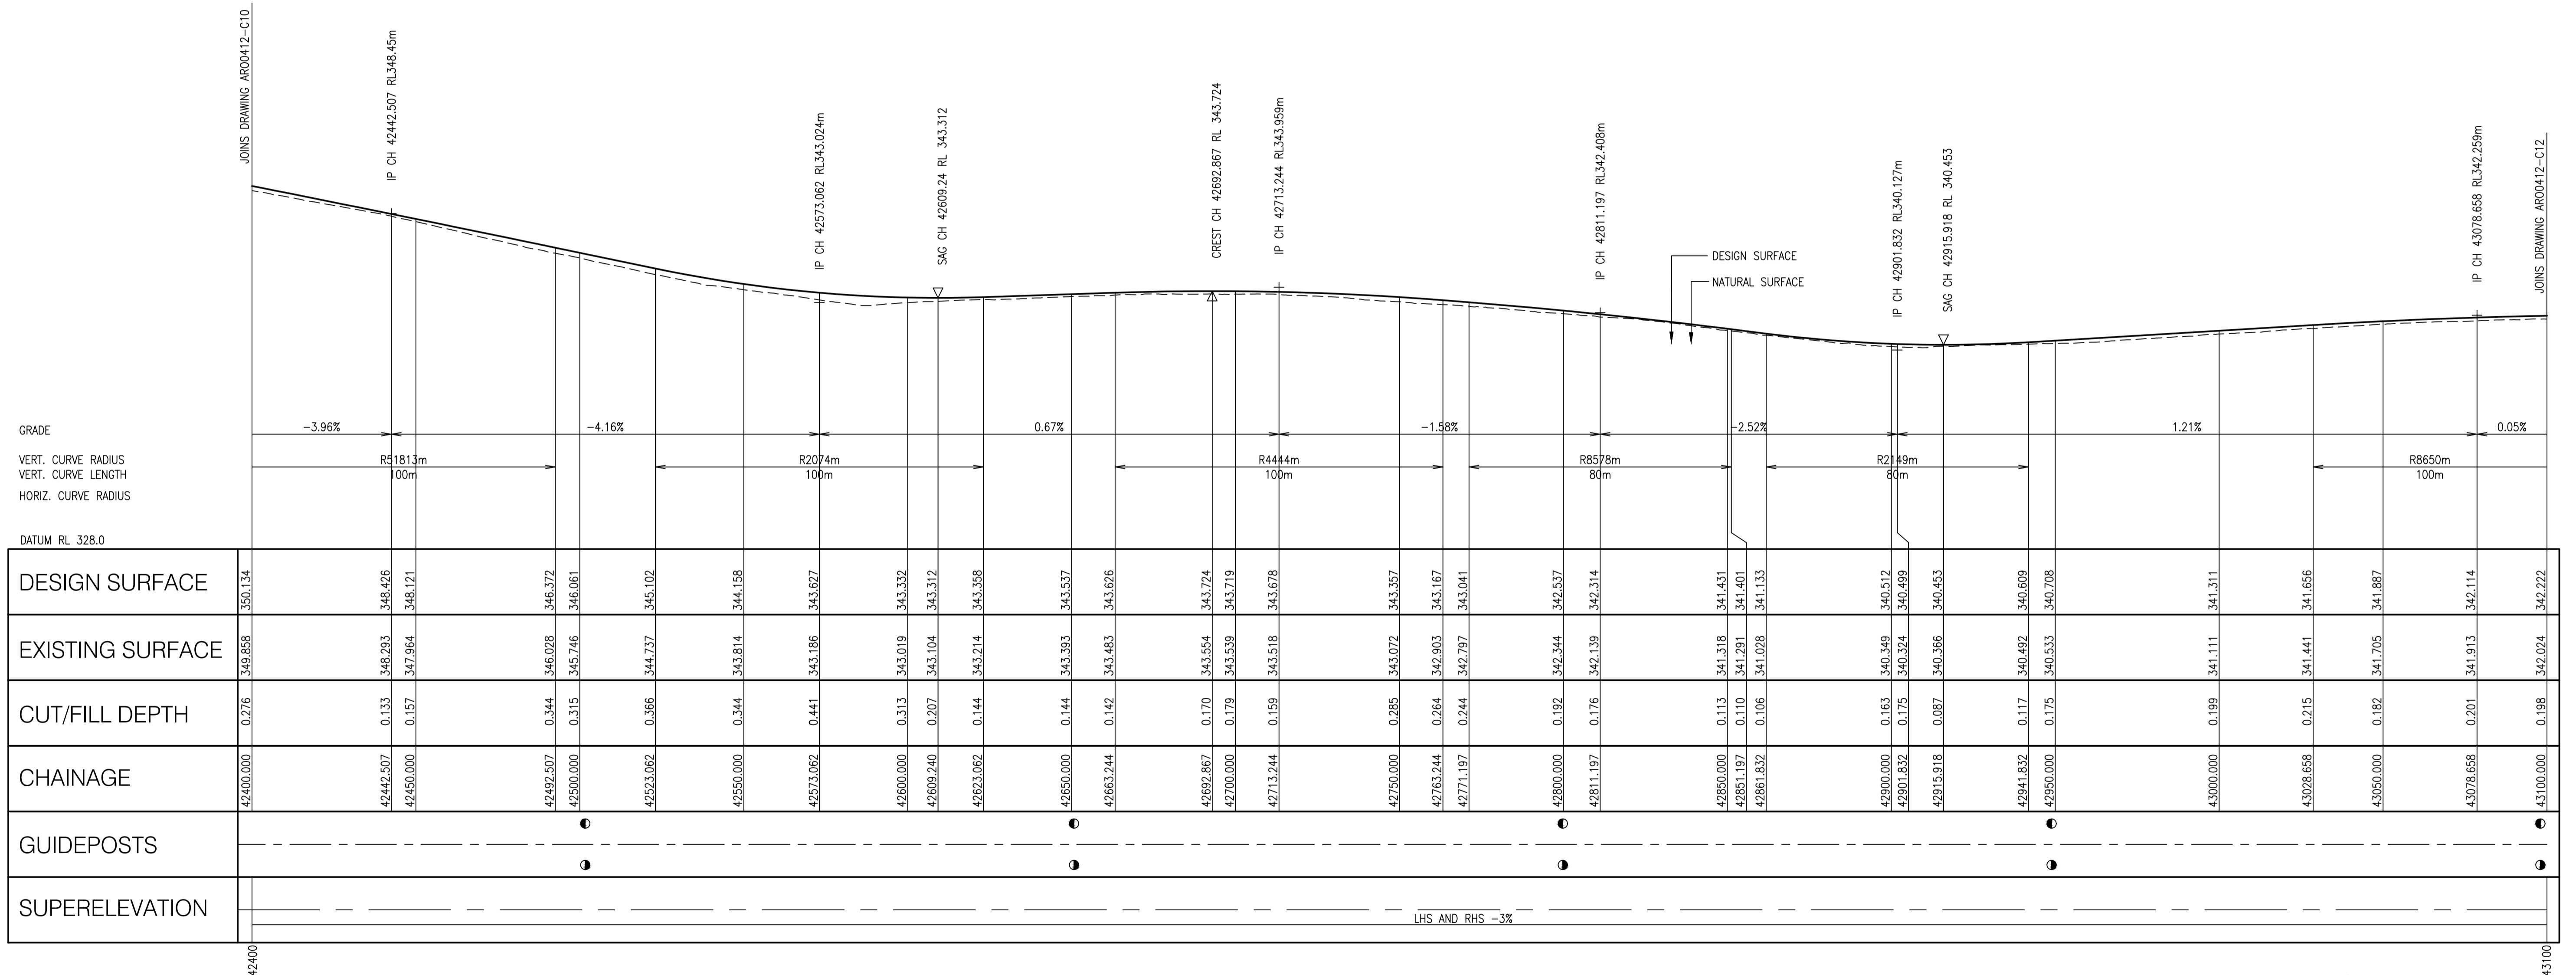 JOINS DRAWING ARO0412-C10
IP CH 42442.507 RL348.45m
IP CH 42573.062 RL343.024m
SAG CH 42609.24 RL 343.312
CREST CH 42692.867 RL 343.724
IP CH 42713.244 RL343.959m
IP CH 42811.197 RL342.408m
DESIGN SURFACE
NATURAL SURFACE
IP CH 42901.832 RL340.127m
SAG CH 42915.918 RL 340.453
IP CH 43078.658 RL342.259m
JOINS DRAWING ARO0412-C12
GRADE -3.96% -4.16% 0.67% -1.58% -2.52% 1.21% 0.05%
VERT. CURVE RADIUS R51813m R2074m R4444m R8578m R2149m R8650m
VERT. CURVE LENGTH 100m 100m 100m 80m 80m 100m
HORIZ. CURVE RADIUS
DATUM RL 328.0
DESIGN SURFACE 350.134 348.426 348.121 346.372 346.061 345.102 344.158 343.627 343.332 343.312 343.358 343.537 343.626 343.724 343.719 343.678 343.357 343.167 343.041 342.537 342.314 341.431 341.401 341.133 340.512 340.499 340.453 340.609 340.708 341.311 341.656 341.887 342.114 342.222
EXISTING SURFACE 349.858 348.293 347.964 346.028 345.746 344.737 343.814 343.186 343.019 343.104 343.214 343.393 343.483 343.554 343.539 343.518 343.072 342.903 342.797 342.344 342.139 341.318 341.291 341.028 340.349 340.324 340.366 340.492 340.533 341.111 341.441 341.705 341.913 342.024
CUT/FILL DEPTH 0.276 0.133 0.157 0.344 0.315 0.366 0.344 0.441 0.313 0.207 0.144 0.144 0.142 0.170 0.179 0.159 0.285 0.264 0.244 0.192 0.176 0.113 0.110 0.106 0.163 0.175 0.087 0.117 0.175 0.199 0.215 0.182 0.201 0.198
CHAINAGE 42400.000 42442.507 42450.000 42492.507 42500.000 42523.062 42550.000 42573.062 42600.000 42609.240 42623.062 42650.000 42663.244 42692.867 42700.000 42713.244 42750.000 42763.244 42771.197 42800.000 42811.197 42850.000 42851.197 42861.832 42900.000 42901.832 42915.918 42941.832 42950.000 43000.000 43028.658 43050.000 43078.658 43100.000
GUIDEPOSTS
SUPERELEVATION
LHS AND RHS -3%
42400
43100